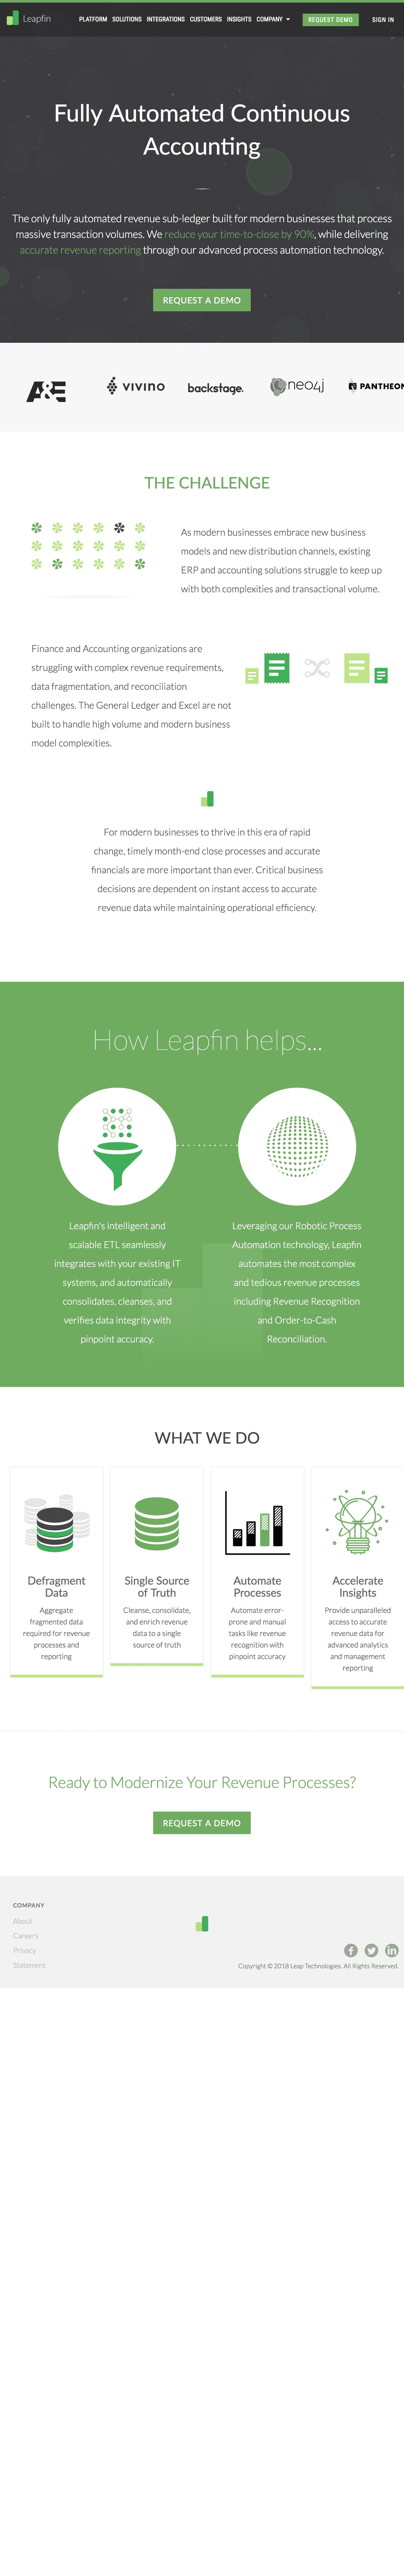 Leapfin
PLATFORM SOLUTIONS INTEGRATIONS CUSTOMERS INSIGHTS COMPANY
REQUEST DEMO
SIGN IN
Fully Automated Continuous
Accounting
The only fully automated revenue sub-ledger built for modern businesses that process
massive transaction volumes. We reduce your time-to-close by 90%, while delivering
accurate revenue reporting through our advanced process automation technology.
REQUEST A DEMO
A&E
VIVINO
backstage.
neo4j
PANTHEON
THE CHALLENGE
As modern businesses embrace new business
models and new distribution channels, existing
ERP and accounting solutions struggle to keep up
with both complexities and transactional volume.
Finance and Accounting organizations are
struggling with complex revenue requirements,
data fragmentation, and reconciliation
challenges. The General Ledger and Excel are not
built to handle high volume and modern business
model complexities.
For modern businesses to thrive in this era of rapid
change, timely month-end close processes and accurate
financials are more important than ever. Critical business
decisions are dependent on instant access to accurate
revenue data while maintaining operational efficiency.
How Leapfin helps...
Leapfin's intelligent and
scalable ETL seamlessly
integrates with your existing IT
systems, and automatically
consolidates, cleanses, and
verifies data integrity with
pinpoint accuracy.
Leveraging our Robotic Process
Automation technology, Leapfin
automates the most complex
and tedious revenue processes
including Revenue Recognition
and Order-to-Cash
Reconciliation.
WHAT WE DO
Defragment
Data
Aggregate
fragmented data
required for revenue
processes and
reporting
Single Source
of Truth
Cleanse, consolidate,
and enrich revenue
data to a single
source of truth
Automate
Processes
Automate error-
prone and manual
tasks like revenue
recognition with
pinpoint accuracy
Accelerate
Insights
Provide unparalleled
access to accurate
revenue data for
advanced analytics
and management
reporting
Ready to Modernize Your Revenue Processes?
REQUEST A DEMO
COMPANY
About
Careers
Privacy
Statement
Copyright © 2018 Leap Technologies. All Rights Reserved.